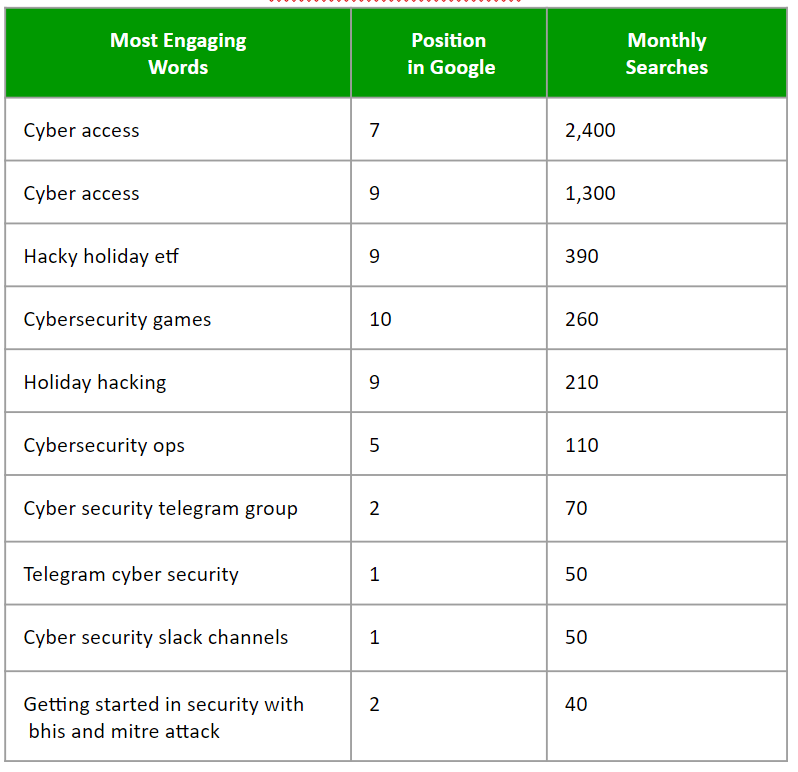 Most Engaging Words
Position in Google
Monthly Searches
Cyber access
7
2,400
Cyber access
9
1,300
Hacky holiday etf
9
390
Cybersecurity games
10
260
Holiday hacking
9
210
Cybersecurity ops
5
110
Cyber security telegram group
2
70
Telegram cyber security
1
50
Cyber security slack channels
1
50
Getting started in security with
bhis and mitre attack
2
40